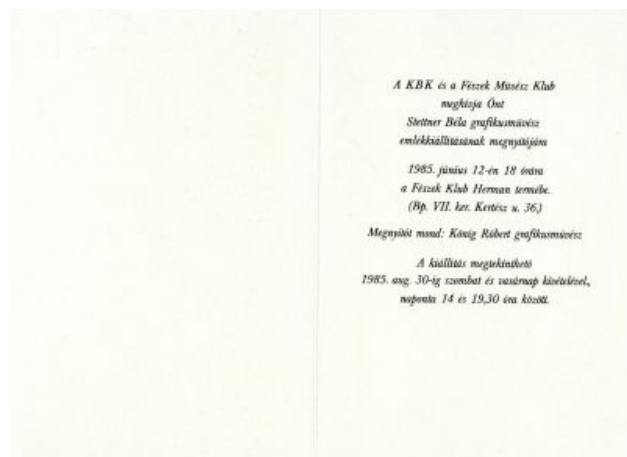 A KBK és a Fészek Művész Klub
meghívja Önt
Stettner Béla grafikusművész
emlékkiállításának megnyitójára
1985. június 12-én 18 órára
a Fészek Klub Herman termébe.
(Bp. VII. ker. Kertész u. 36.)
Megnyitót mond: König Róbert grafikusművész
A kiállítás megtekinthető
1985. aug. 30-ig szombat és vasárnap kivételével,
naponta 14 és 19,30 óra között.